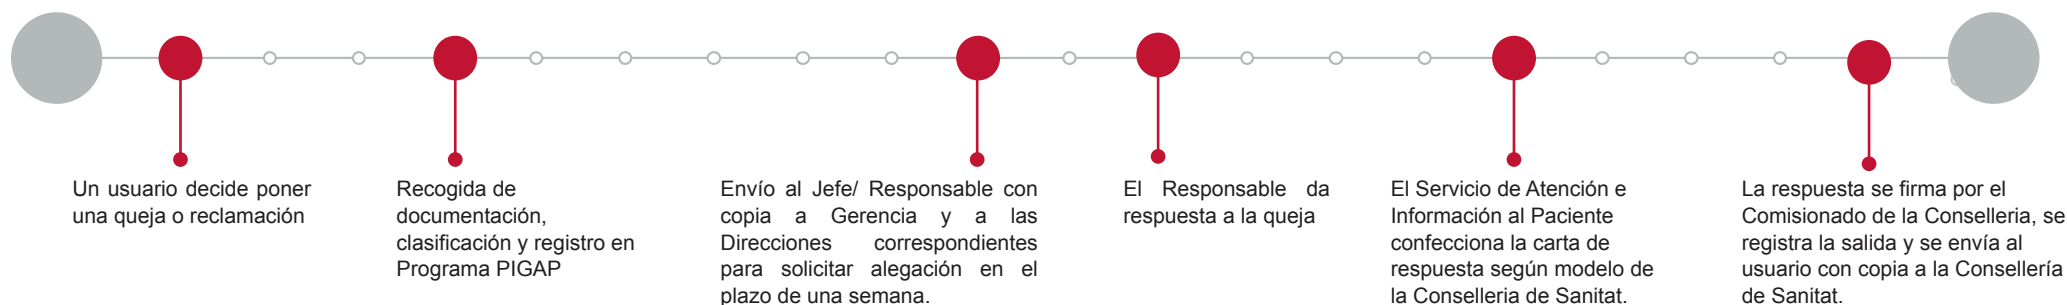 Un usuario decide poner
una queja o reclamación
Recogida de
documentación,
clasificación y registro en
Programa PIGAP
Envío al Jefe/ Responsable con
copia a Gerencia y a las
Direcciones correspondientes
para solicitar alegación en el
plazo de una semana.
El Responsable da
respuesta a la queja
El Servicio de Atención e
Información al Paciente
confecciona la carta de
respuesta según modelo de
la Conselleria de Sanitat.
La respuesta se firma por el
Comisionado de la Conselleria, se
registra la salida y se envía al
usuario con copia a la Consellería
de Sanitat.